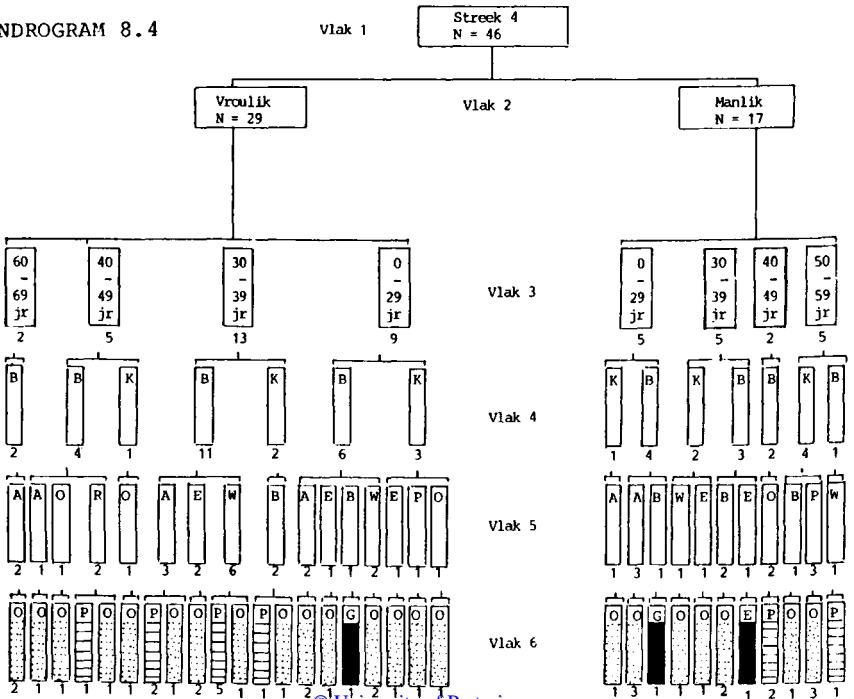 NDROGRAM 8.4
Vlak 1
Streek 4
N = 46
Vroulik
N = 29
Vlak 2
Manlik
N = 17
60 40 30 0 0 30 40 50
– – – – – – – –
69 49 39 29 Vlak 3 29 39 49 59
jr jr jr jr jr jr jr jr
2 5 13 9 5 5 2 5
B B K B K B K K B K B B K B
Vlak 4
2 4 1 11 2 6 3 1 4 2 3 2 4 1
A A O R O A E W B A E B W E P O A A B W E B E O B P W
Vlak 5
2 1 1 2 1 3 2 6 2 2 1 1 2 1 1 1 1 3 1 1 1 2 1 2 1 3 1
O O O P O O P O O P O P O O O G O O O O O O G O O O E P O O P
Vlak 6
2 1 1 1 1 1 1 2 2 5 1 1 1 2 1 1 2 1 1 1 1 3 1 1 1 2 1 2 1 3 1